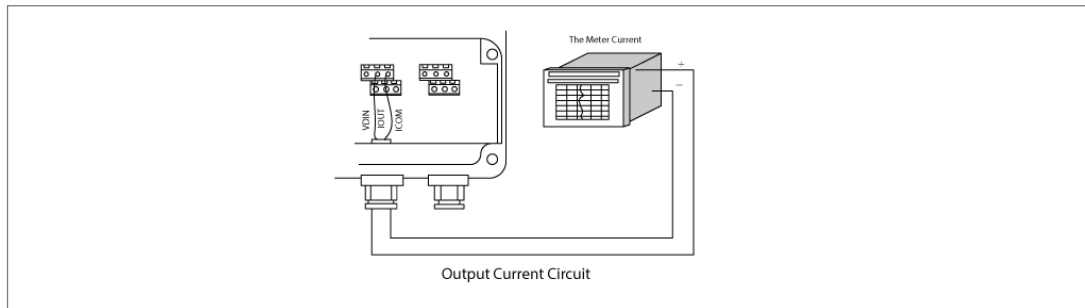 The Meter Current
+
−
VDIN
IOUT
ICOM
Output Current Circuit